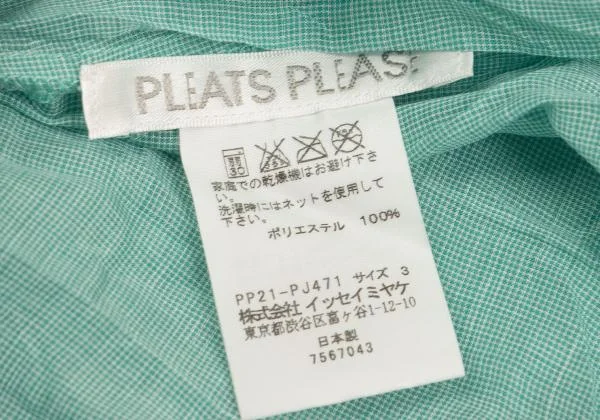 PLEATS PLEASE
30
家庭での乾燥機はお避け下さ
い。
洗濯時にはネットを使用して
下さい。
ポリエステル 100%
PP21-PJ471 サイズ 3
株式会社 イッセイミヤケ
東京都渋谷区富ヶ谷1-12-10
日本製
7567043